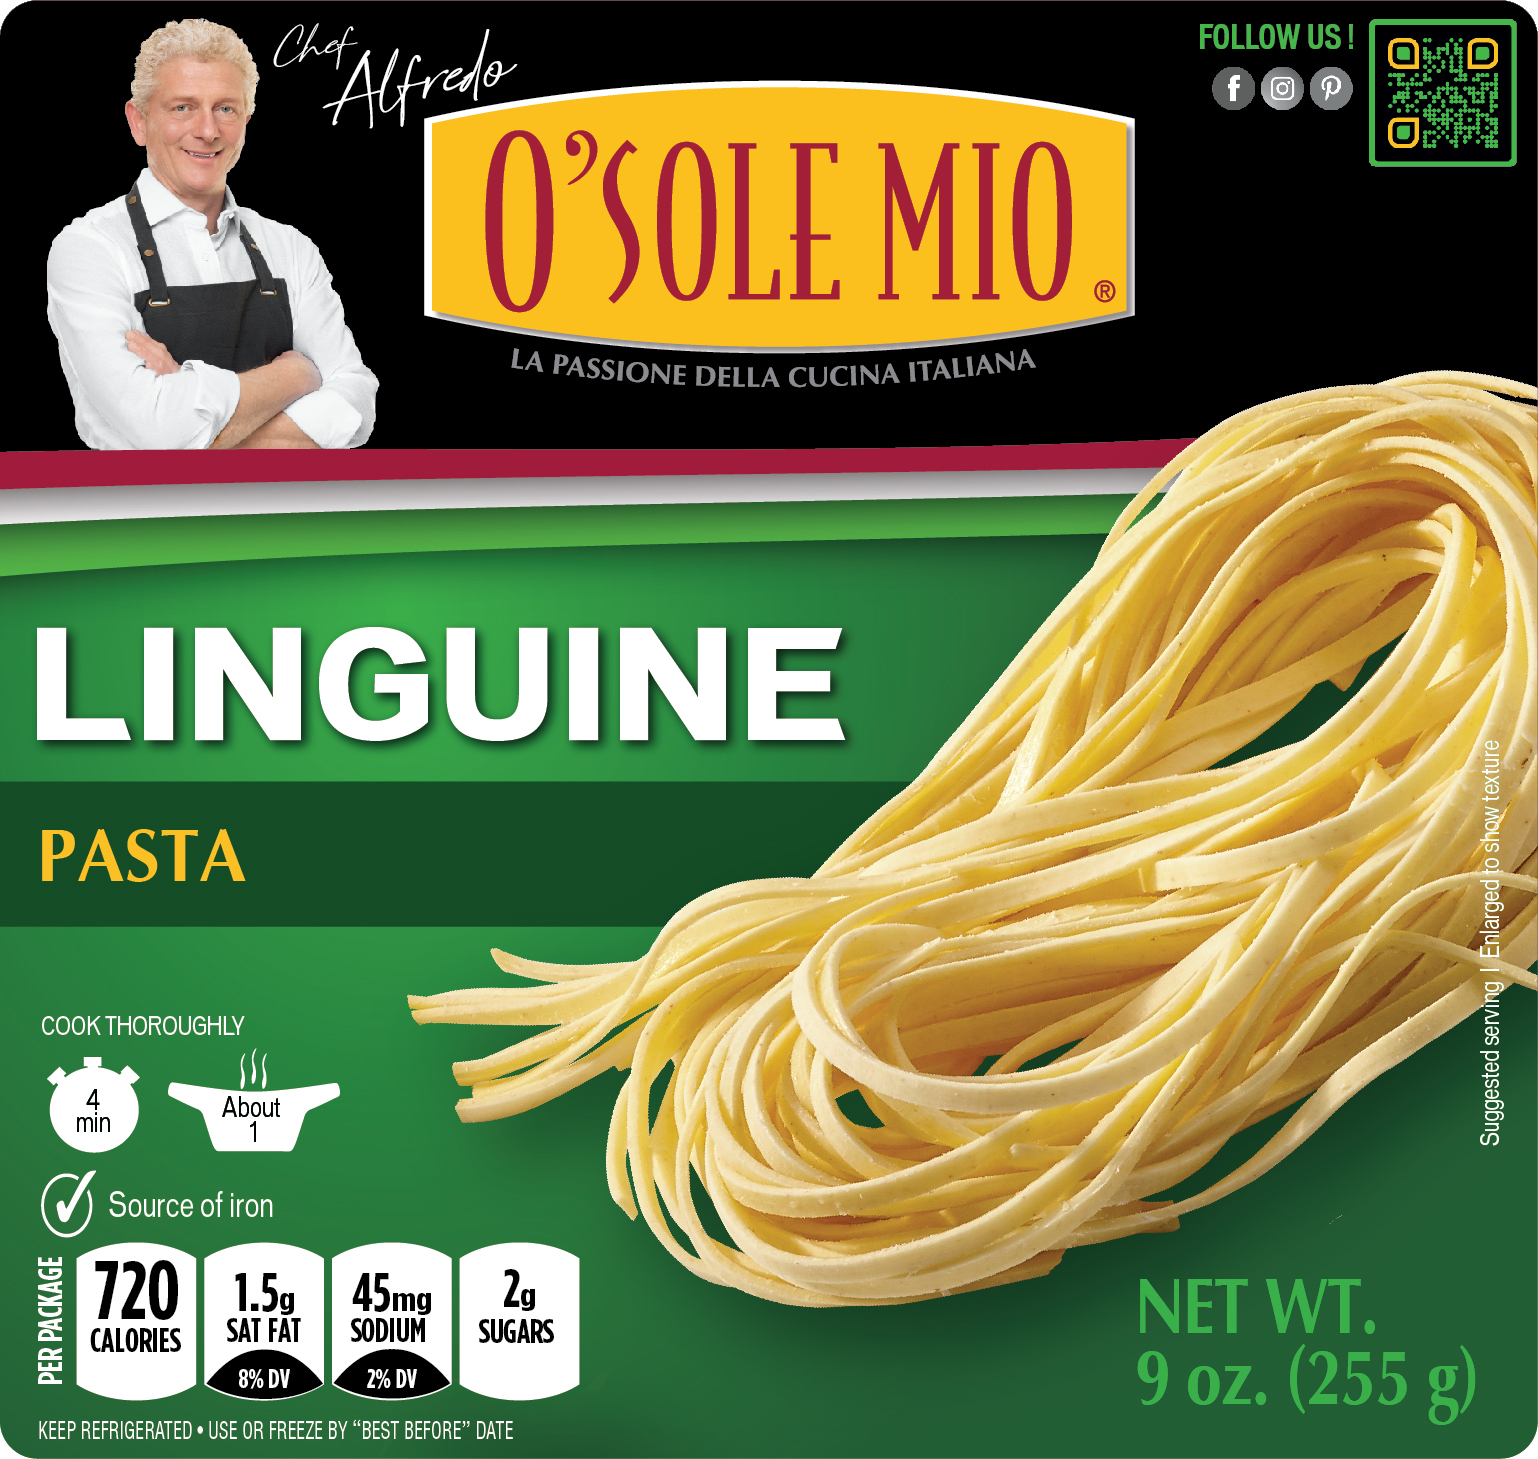 Chef
Alfredo
FOLLOW US !
O'SOLE MIO ®
LA PASSIONE DELLA CUCINA ITALIANA
LINGUINE
PASTA
COOK THOROUGHLY
4
min
About
1
Source of iron
PER PACKAGE
720
CALORIES
1.5g
SAT FAT
8% DV
45mg
SODIUM
2% DV
2g
SUGARS
KEEP REFRIGERATED • USE OR FREEZE BY “BEST BEFORE” DATE
NET WT.
9 oz. (255 g)
Suggested serving | Enlarged to show texture